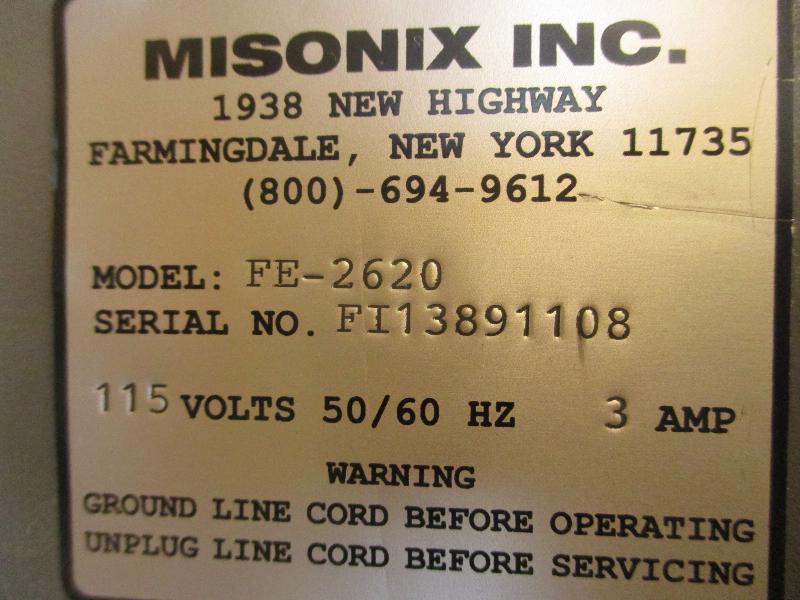 MISONIX INC.
1938 NEW HIGHWAY
FARMINGDALE, NEW YORK 11735
(800)-694-9612
MODEL: FE-2620
SERIAL NO. FI13891108
115 VOLTS 50/60 HZ 3 AMP
WARNING
GROUND LINE CORD BEFORE OPERATING
UNPLUG LINE CORD BEFORE SERVICING